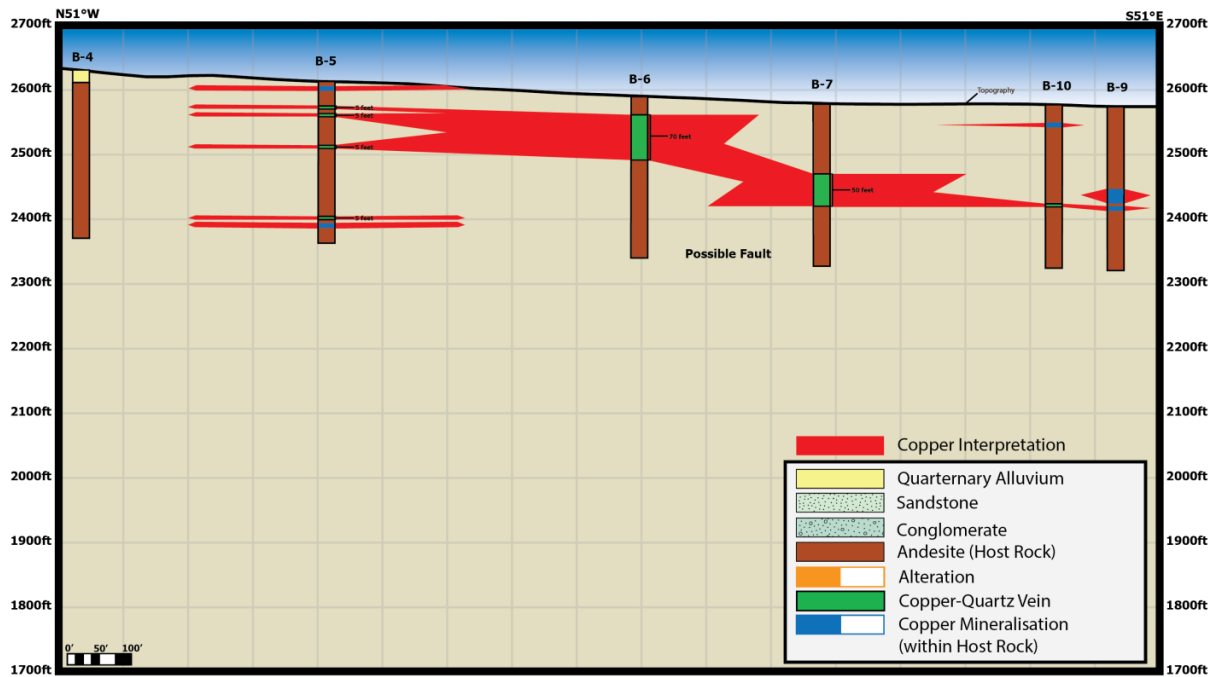 N51°W
S51°E
2700ft
2700ft
B-4
B-5
B-6
B-7
B-10
B-9
Topography
2600ft
2600ft
5 feet
5 feet
70 feet
2500ft
2500ft
5 feet
50 feet
2400ft
2400ft
5 feet
Possible Fault
2300ft
2300ft
2200ft
2200ft
2100ft
2100ft
2000ft
2000ft
1900ft
1900ft
1800ft
1800ft
1700ft
1700ft
Copper Interpretation
Quarternary Alluvium
Sandstone
Conglomerate
Andesite (Host Rock)
Alteration
Copper-Quartz Vein
Copper Mineralisation
(within Host Rock)
0' 50' 100'